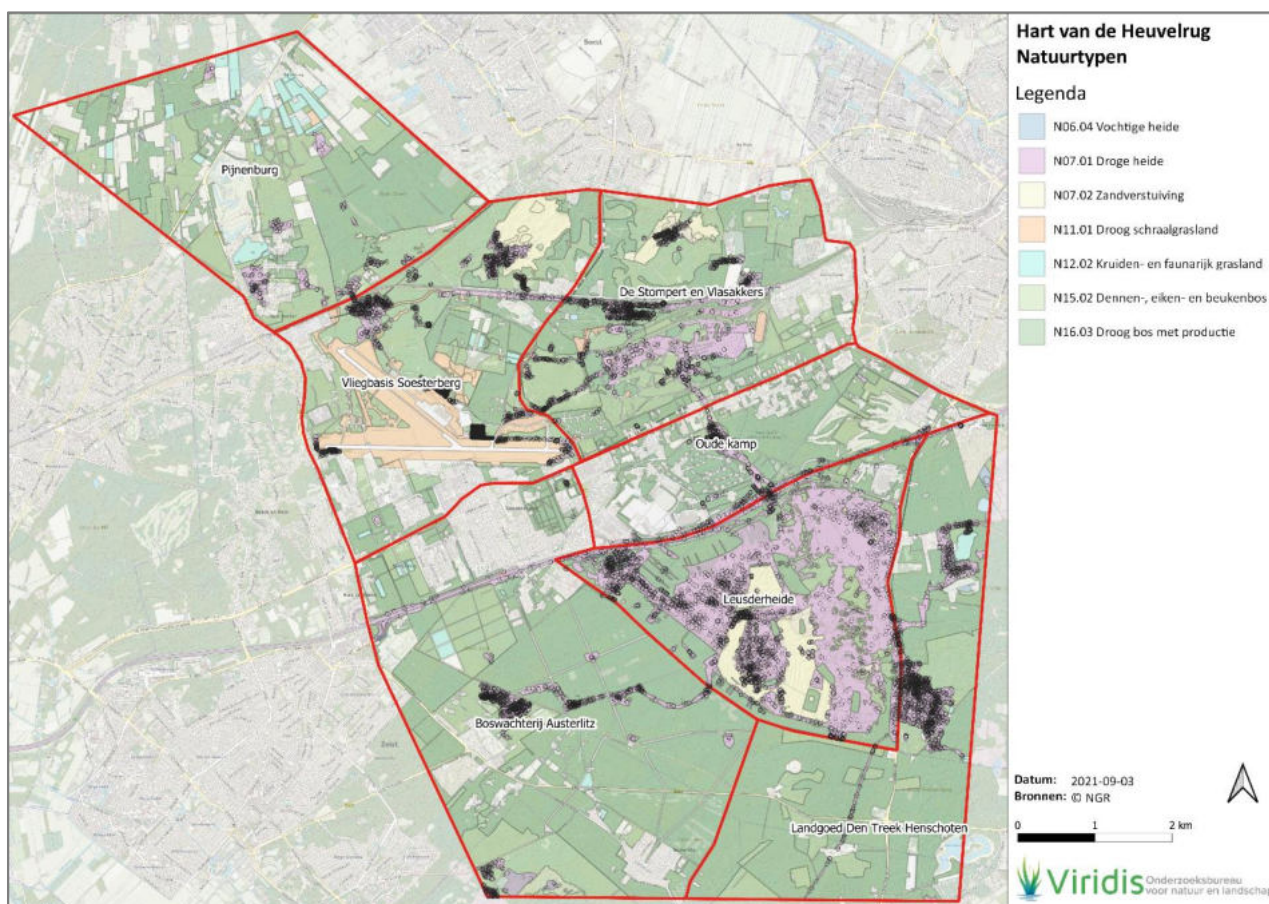 Hart van de Heuvelrug
Natuurtypen
Legenda
N06.04 Vochtige heide
N07.01 Droge heide
N07.02 Zandverstuiving
N11.01 Droog schraalgrasland
N12.02 Kruiden- en faunarijk grasland
N15.02 Dennen-, eiken- en beukenbos
N16.03 Droog bos met productie
Pijnenburg
De Stompert en Vlasakkers
Vliegbasis Soesterberg
Oude kamp
Leusderheide
Boswachterij Austerlitz
Zeist
Landgoed Den Treek Henschoten
Datum: 2021-09-03
Bronnen: © NGR
0 1 2 km
Viridis Onderzoeksbureau
voor natuur en landschap